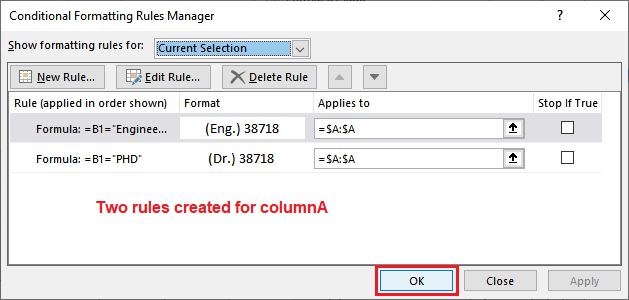 Conditional Formatting Rules Manager
Show formatting rules for: Current Selection
New Rule... Edit Rule... Delete Rule
Rule (applied in order shown) Format Applies to Stop If True
Formula: =B1="Enginee... (Eng.) 38718 =$A:$A
Formula: =B1="PHD" (Dr.) 38718 =$A:$A
Two rules created for columnA
OK Close Apply